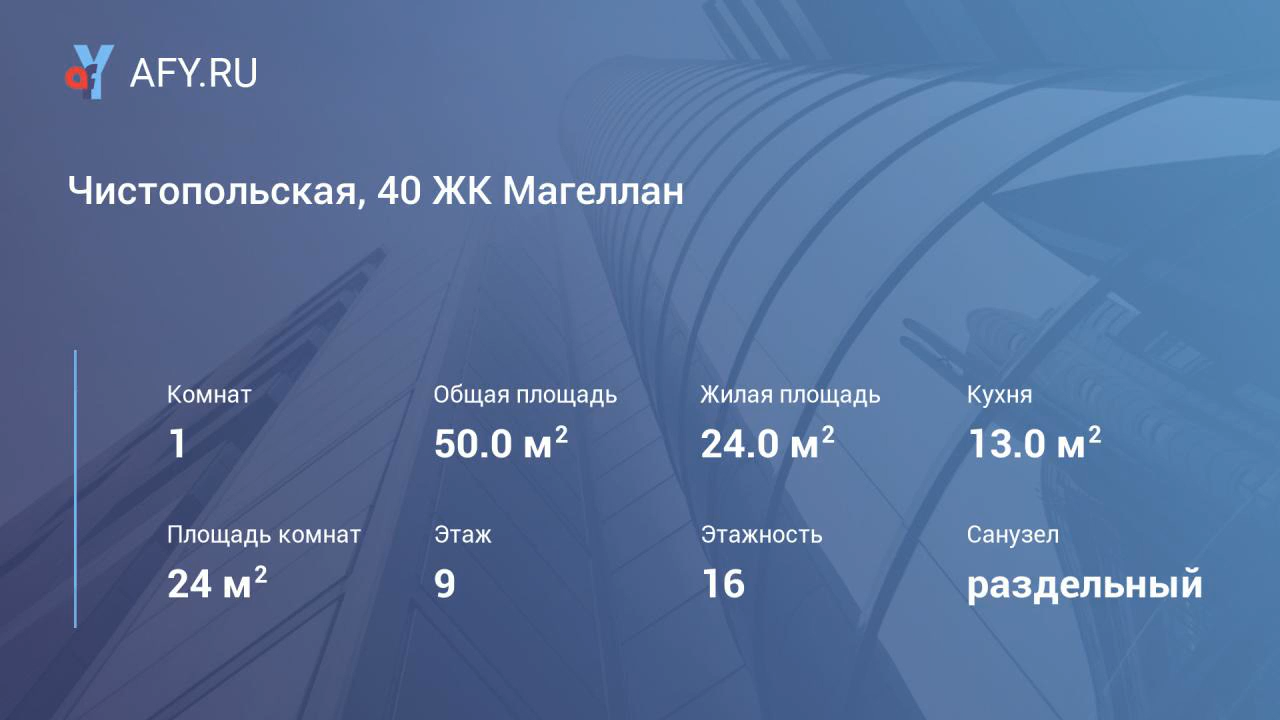 afY AFY.RU
Чистопольская, 40 ЖК Магеллан
Комнат Общая площадь Жилая площадь Кухня
1 50.0 м² 24.0 м² 13.0 м²
Площадь комнат Этаж Этажность Санузел
24 м² 9 16 раздельный